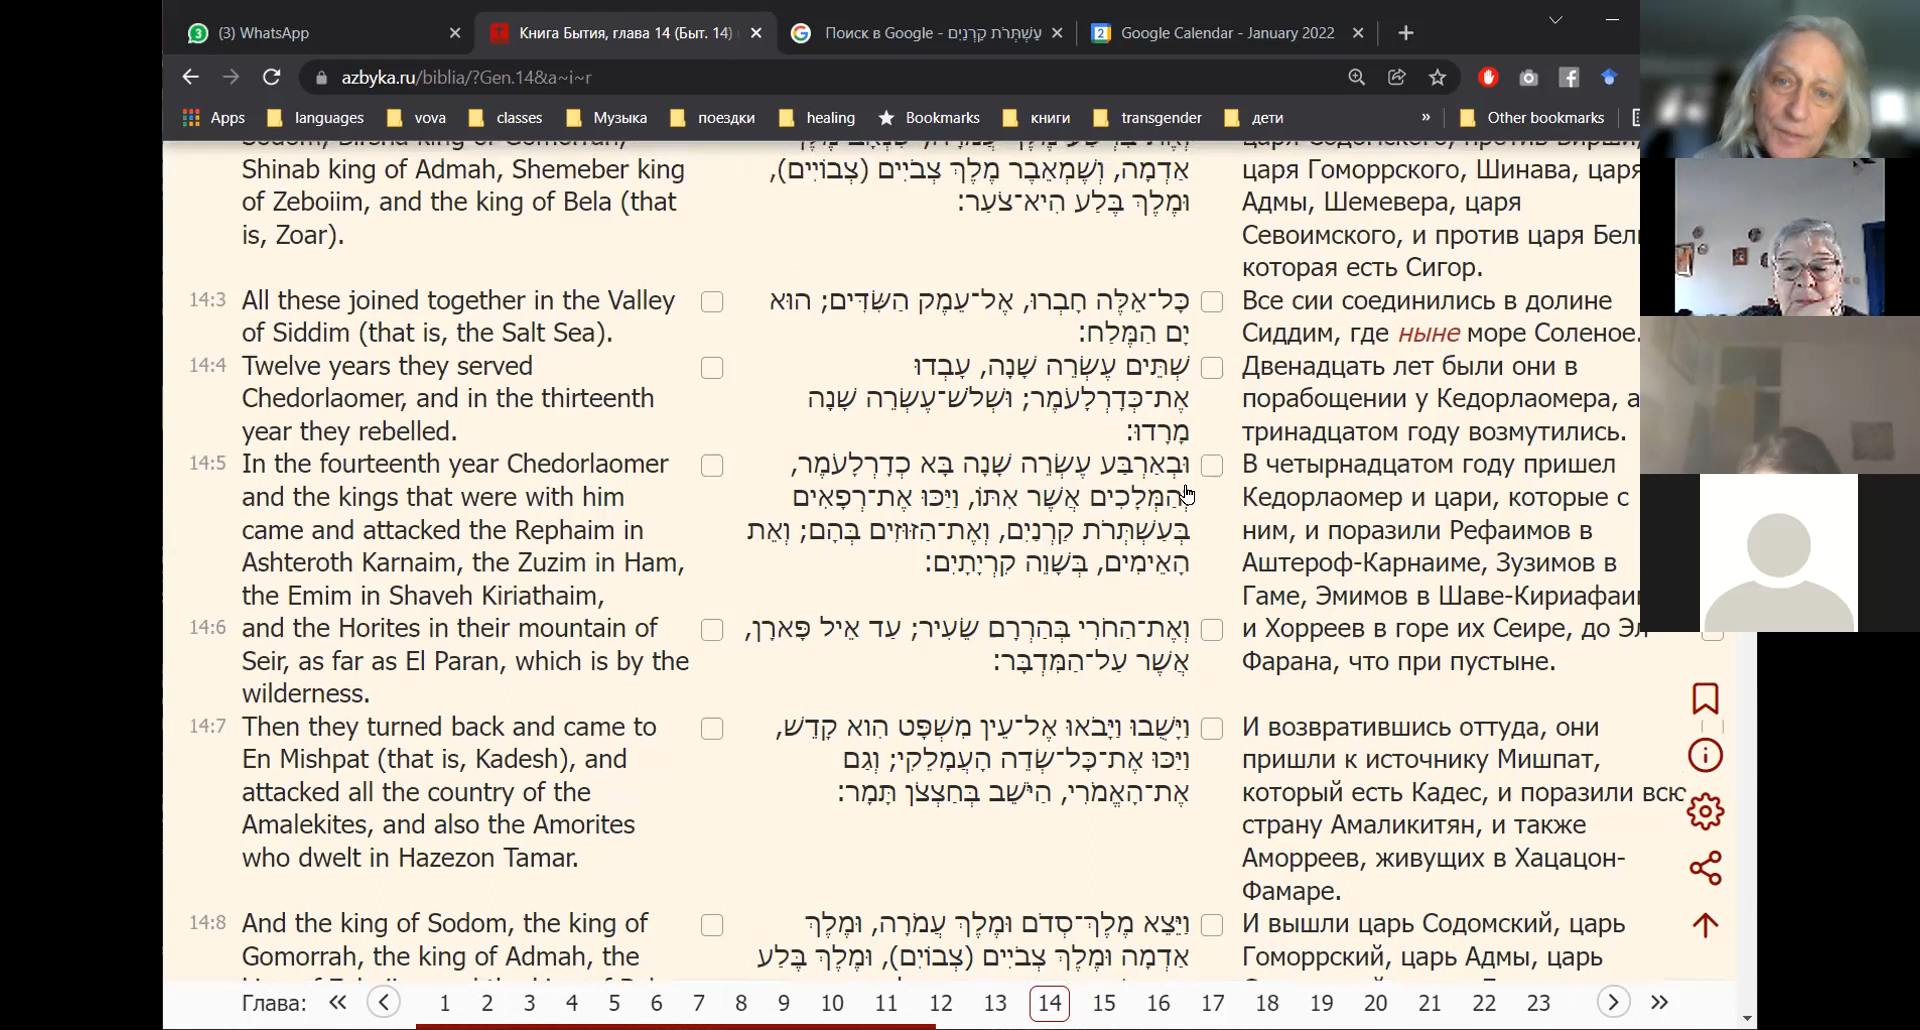 (3) WhatsApp
Книга Бытия, глава 14 (Быт. 14)
Поиск в Google - עַשְׁתְּרֹת קַרְנַיִם
Google Calendar - January 2022
azbyka.ru/biblia/?Gen.14&a~i~r
Apps languages vova classes Музыка поездки healing Bookmarks книги transgender дети » Other bookmarks
Shinab king of Admah, Shemeber king
of Zeboiim, and the king of Bela (that
is, Zoar).
אַדְמָה, וְשֶׁמְאֵבֶר מֶלֶךְ צְבֹיִים (צְבוֹיִים),
וּמֶלֶךְ בֶּלַע הִיא־צֹעַר:
царя Гоморрского, Шинава, царя
Адмы, Шемевера, царя
Севоимского, и против царя Бел
которая есть Сигор.
14:3 All these joined together in the Valley
of Siddim (that is, the Salt Sea).
כָּל־אֵלֶּה חָבְרוּ, אֶל־עֵמֶק הַשִּׂדִּים; הוּא
יָם הַמֶּלַח:
Все сии соединились в долине
Сиддим, где ныне море Соленое.
14:4 Twelve years they served
Chedorlaomer, and in the thirteenth
year they rebelled.
שְׁתֵּים עֶשְׂרֵה שָׁנָה, עָבְדוּ
אֶת־כְּדָרְלָעֹמֶר; וּשְׁלֹשׁ־עֶשְׂרֵה שָׁנָה
מָרָדוּ:
Двенадцать лет были они в
порабощении у Кедорлаомера, а
тринадцатом году возмутились.
14:5 In the fourteenth year Chedorlaomer
and the kings that were with him
came and attacked the Rephaim in
Ashteroth Karnaim, the Zuzim in Ham,
the Emim in Shaveh Kiriathaim,
וּבְאַרְבַּע עֶשְׂרֵה שָׁנָה בָּא כְדָרְלָעֹמֶר,
וְהַמְּלָכִים אֲשֶׁר אִתּוֹ, וַיַּכּוּ אֶת־רְפָאִים
בְּעַשְׁתְּרֹת קַרְנַיִם, וְאֶת־הַזּוּזִים בְּהָם; וְאֵת
הָאֵימִים, בְּשָׁוֵה קִרְיָתָיִם:
В четырнадцатом году пришел
Кедорлаомер и цари, которые с
ним, и поразили Рефаимов в
Аштероф-Карнаиме, Зузимов в
Гаме, Эмимов в Шаве-Кириафаи
14:6 and the Horites in their mountain of
Seir, as far as El Paran, which is by the
wilderness.
וְאֶת־הַחֹרִי בְּהַרְרָם שֵׂעִיר; עַד אֵיל פָּארָן,
אֲשֶׁר עַל־הַמִּדְבָּר:
и Хорреев в горе их Сеире, до Эл
Фарана, что при пустыне.
14:7 Then they turned back and came to
En Mishpat (that is, Kadesh), and
attacked all the country of the
Amalekites, and also the Amorites
who dwelt in Hazezon Tamar.
וַיָּשֻׁבוּ וַיָּבֹאוּ אֶל־עֵין מִשְׁפָּט הִוא קָדֵשׁ,
וַיַּכּוּ אֶת־כָּל־שְׂדֵה הָעֲמָלֵקִי; וְגַם
אֶת־הָאֱמֹרִי, הַיֹּשֵׁב בְּחַצְצֹן תָּמָר:
И возвратившись оттуда, они
пришли к источнику Мишпат,
который есть Кадес, и поразили всю
страну Амаликитян, и также
Аморреев, живущих в Хацацон-
Фамаре.
14:8 And the king of Sodom, the king of
Gomorrah, the king of Admah, the
וַיֵּצֵא מֶלֶךְ־סְדֹם וּמֶלֶךְ עֲמֹרָה, וּמֶלֶךְ
אַדְמָה וּמֶלֶךְ צְבֹיִים (צְבוֹיִם), וּמֶלֶךְ בֶּלַע
И вышли царь Содомский, царь
Гоморрский, царь Адмы, царь
Глава: « 1 2 3 4 5 6 7 8 9 10 11 12 13 14 15 16 17 18 19 20 21 22 23 »